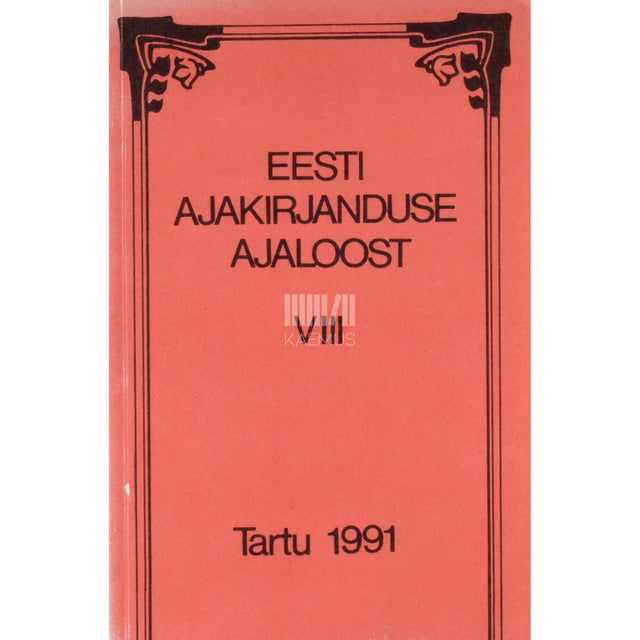 EESTI
AJAKIRJANDUSE
AJALOOST
VIII
KAEMUS
Tartu 1991